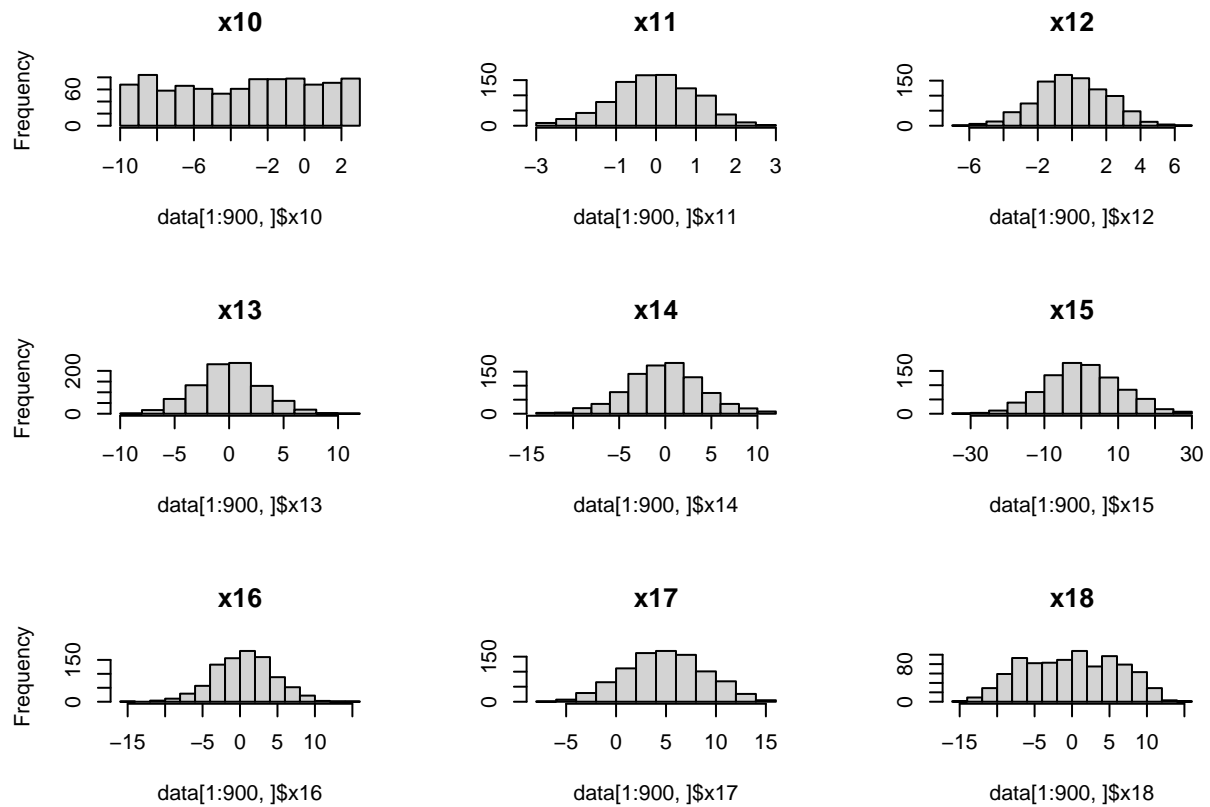 x10 x11 x12
Frequency
0 60
0 150
0 150
−10 −6 −2 0 2
−3 −1 0 1 2 3
−6 −2 2 4 6
data[1:900, ]$x10
data[1:900, ]$x11
data[1:900, ]$x12
x13 x14 x15
Frequency
0 200
0 150
0 150
−10 −5 0 5 10
−15 −5 0 5 10
−30 −10 10 30
data[1:900, ]$x13
data[1:900, ]$x14
data[1:900, ]$x15
x16 x17 x18
Frequency
0 150
0 150
0 80
−15 −5 0 5 10
−5 0 5 10 15
−15 −5 0 5 10
data[1:900, ]$x16
data[1:900, ]$x17
data[1:900, ]$x18